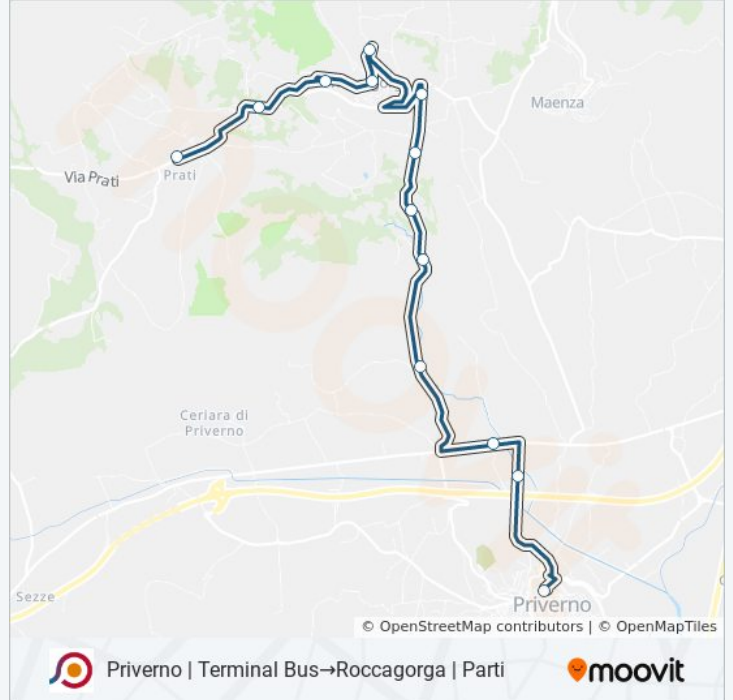 Maenza
Via Prati
Prati
Ceriara di
Priverno
Sezze
Priverno
© OpenStreetMap contributors | © OpenMapTiles
Priverno | Terminal Bus→Roccagorga | Parti
moovit